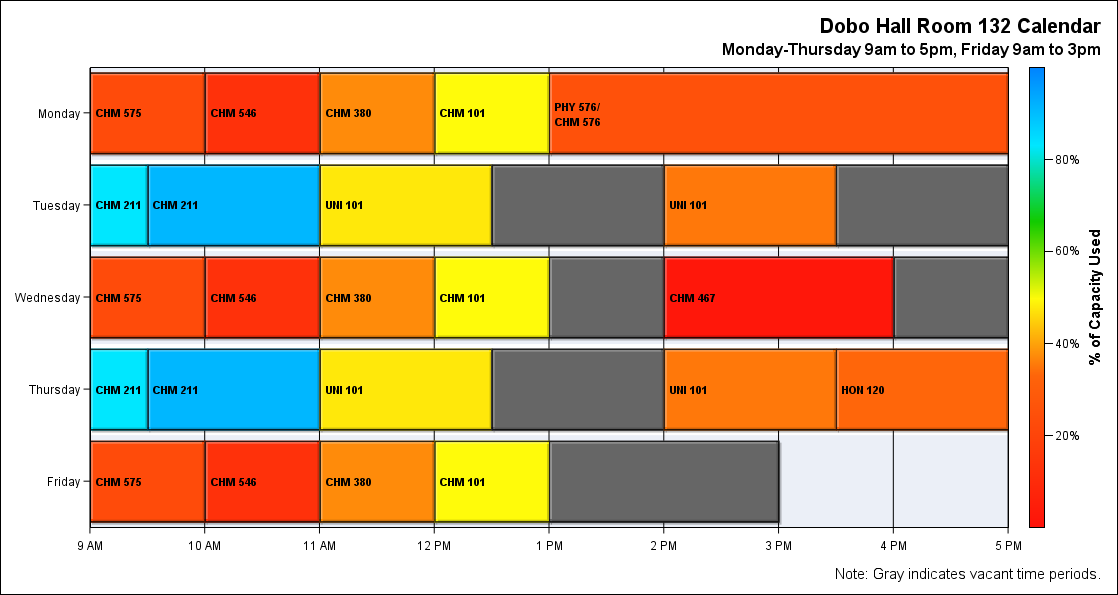 Dobo Hall Room 132 Calendar
Monday-Thursday 9am to 5pm, Friday 9am to 3pm
Monday
CHM 575
CHM 546
CHM 380
CHM 101
PHY 576/
CHM 576
Tuesday
CHM 211
CHM 211
UNI 101
UNI 101
Wednesday
CHM 575
CHM 546
CHM 380
CHM 101
CHM 467
Thursday
CHM 211
CHM 211
UNI 101
UNI 101
HON 120
Friday
CHM 575
CHM 546
CHM 380
CHM 101
9 AM
10 AM
11 AM
12 PM
1 PM
2 PM
3 PM
4 PM
5 PM
80%
60%
40%
20%
% of Capacity Used
Note: Gray indicates vacant time periods.